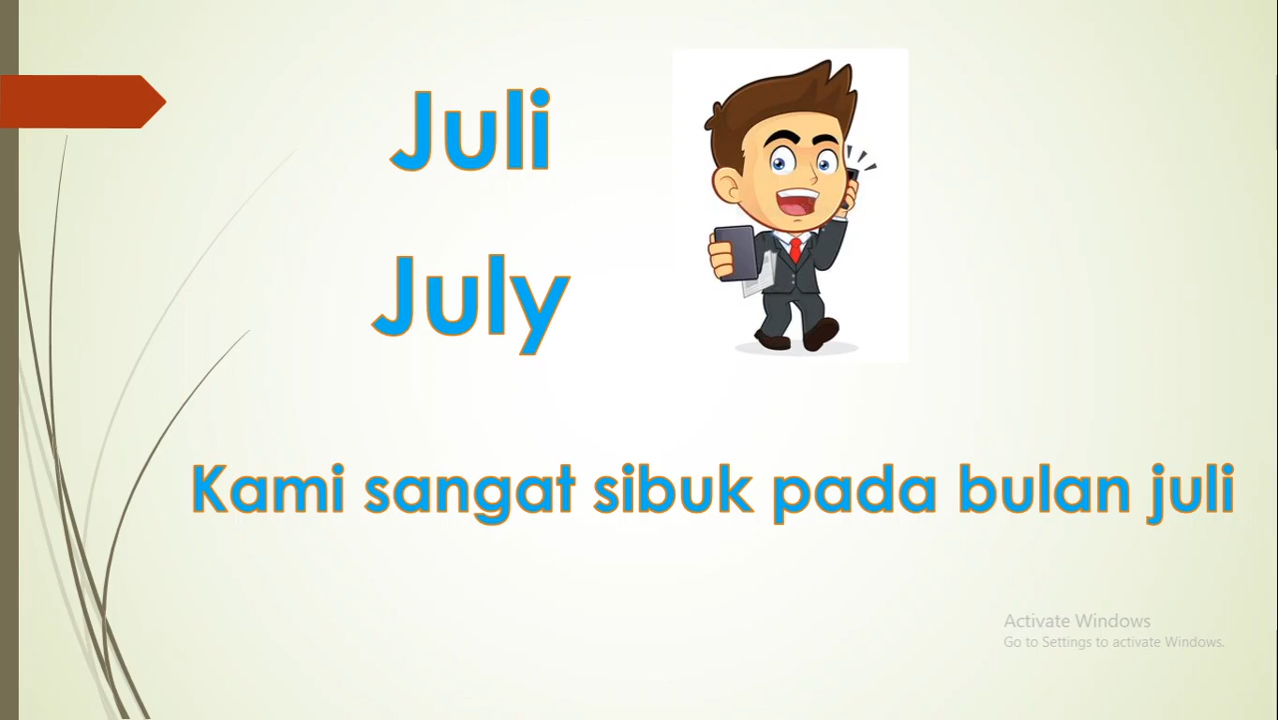 Juli
July
Kami sangat sibuk pada bulan juli
Activate Windows
Go to Settings to activate Windows.